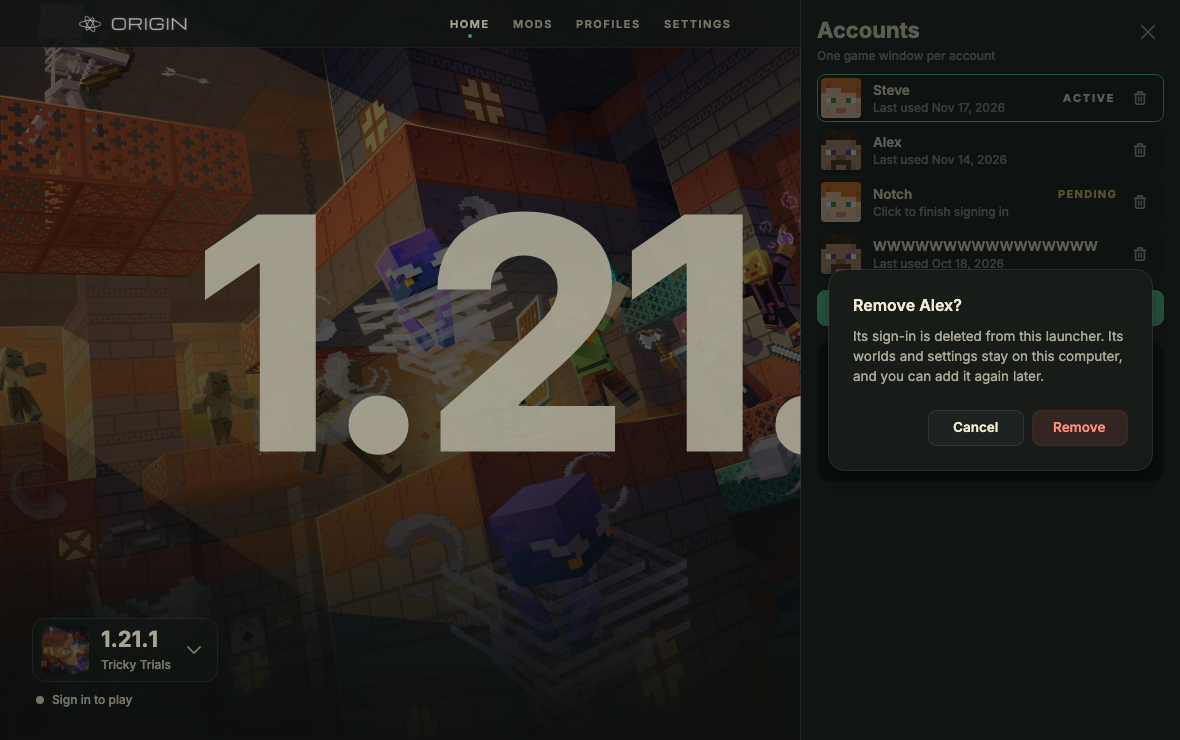 ORIGIN
HOME
MODS
PROFILES
SETTINGS
Accounts
One game window per account
Steve
Last used Nov 17, 2026
ACTIVE
Alex
Last used Nov 14, 2026
Notch
Click to finish signing in
PENDING
WWWWWWWWWWWWWWWW
Last used Oct 18, 2026
Remove Alex?
Its sign-in is deleted from this launcher. Its
worlds and settings stay on this computer,
and you can add it again later.
Cancel
Remove
1.21.
1.21.1
Tricky Trials
Sign in to play